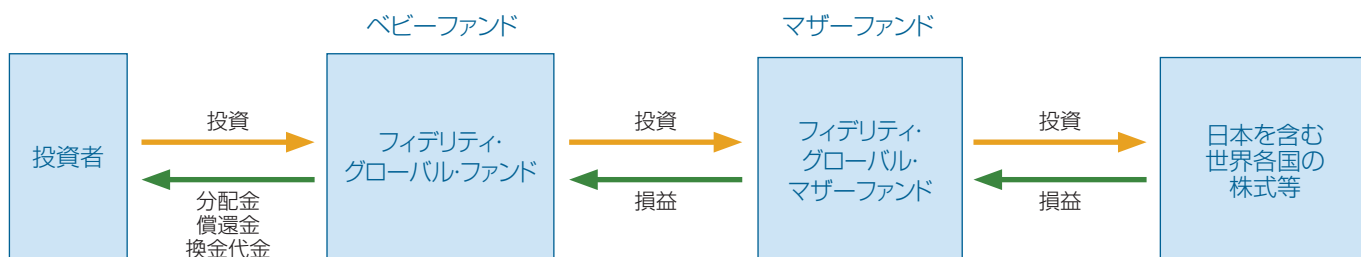 ベビーファンド
マザーファンド
投資者
投資
分配金
償還金
換金代金
フィデリティ・
グローバル・ファンド
投資
損益
フィデリティ・
グローバル・
マザーファンド
投資
損益
日本を含む
世界各国の
株式等